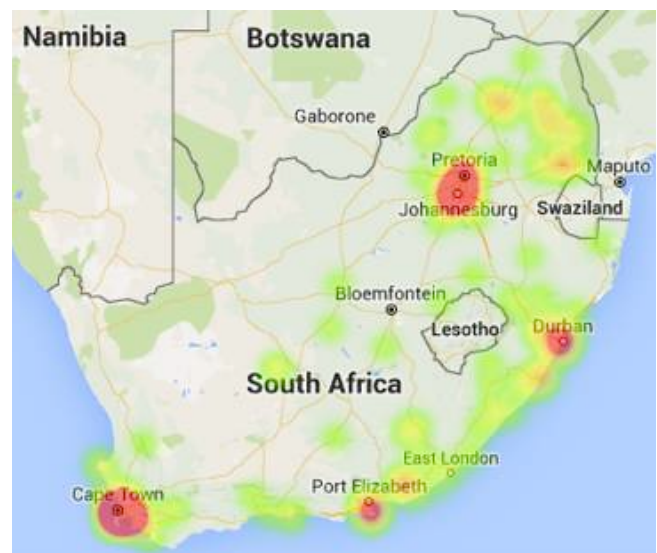 Namibia
Botswana
Gaborone
Pretoria
Maputo
Johannesburg
Swaziland
Bloemfontein
Lesotho
Durban
South Africa
East London
Port Elizabeth
Cape Town